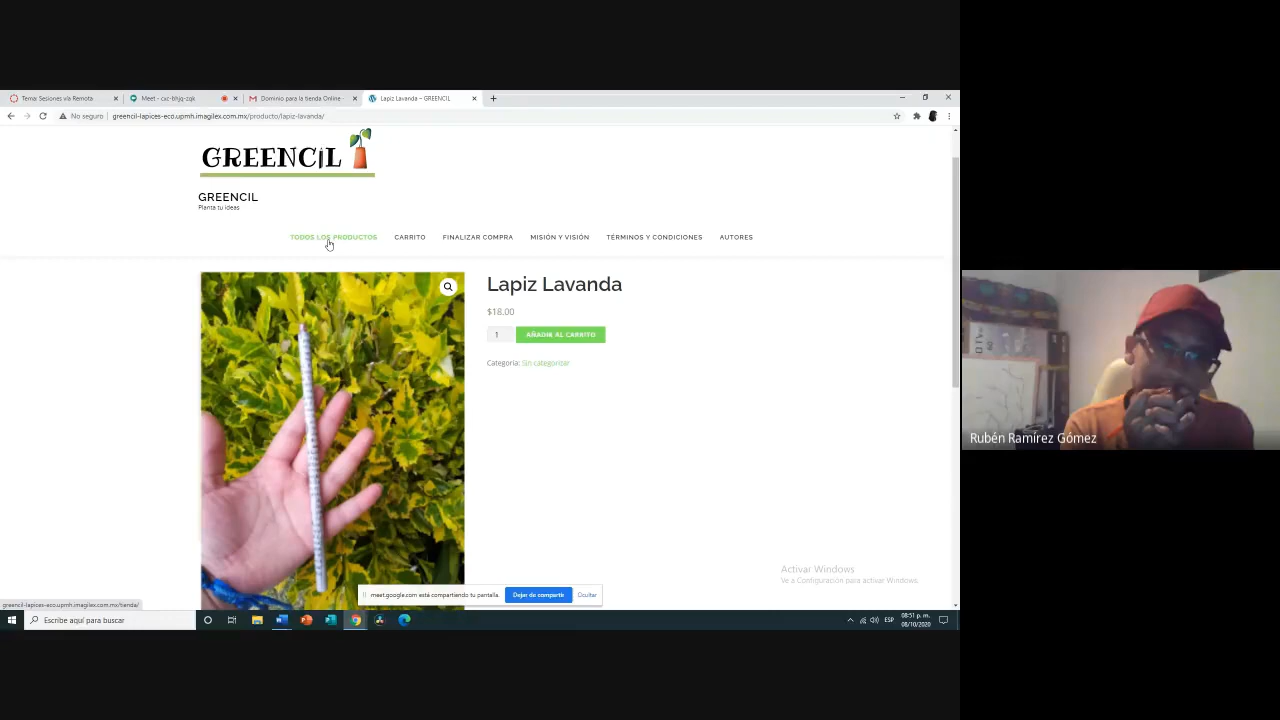 Tema: Sesiones vía Remota
Meet - cxc-bhjq-zqk
Dominio para la tienda Online
Lapiz Lavanda – GREENCIL
No seguro
greencil-lapices-eco.upmh.imagilex.com.mx/producto/lapiz-lavanda/
GREENCIL
GREENCIL
Planta tu ideas
TODOS LOS PRODUCTOS
CARRITO
FINALIZAR COMPRA
MISIÓN Y VISIÓN
TÉRMINOS Y CONDICIONES
AUTORES
Lapiz Lavanda
$18.00
1
AÑADIR AL CARRITO
Categoría: Sin categorizar
Rubén Ramírez Gómez
Activar Windows
Ve a Configuración para activar Windows.
meet.google.com está compartiendo tu pantalla.
Dejar de compartir
Ocultar
greencil-lapices-eco.upmh.imagilex.com.mx/tienda/
Escribe aquí para buscar
ESP
08:51 p. m.
08/10/2020